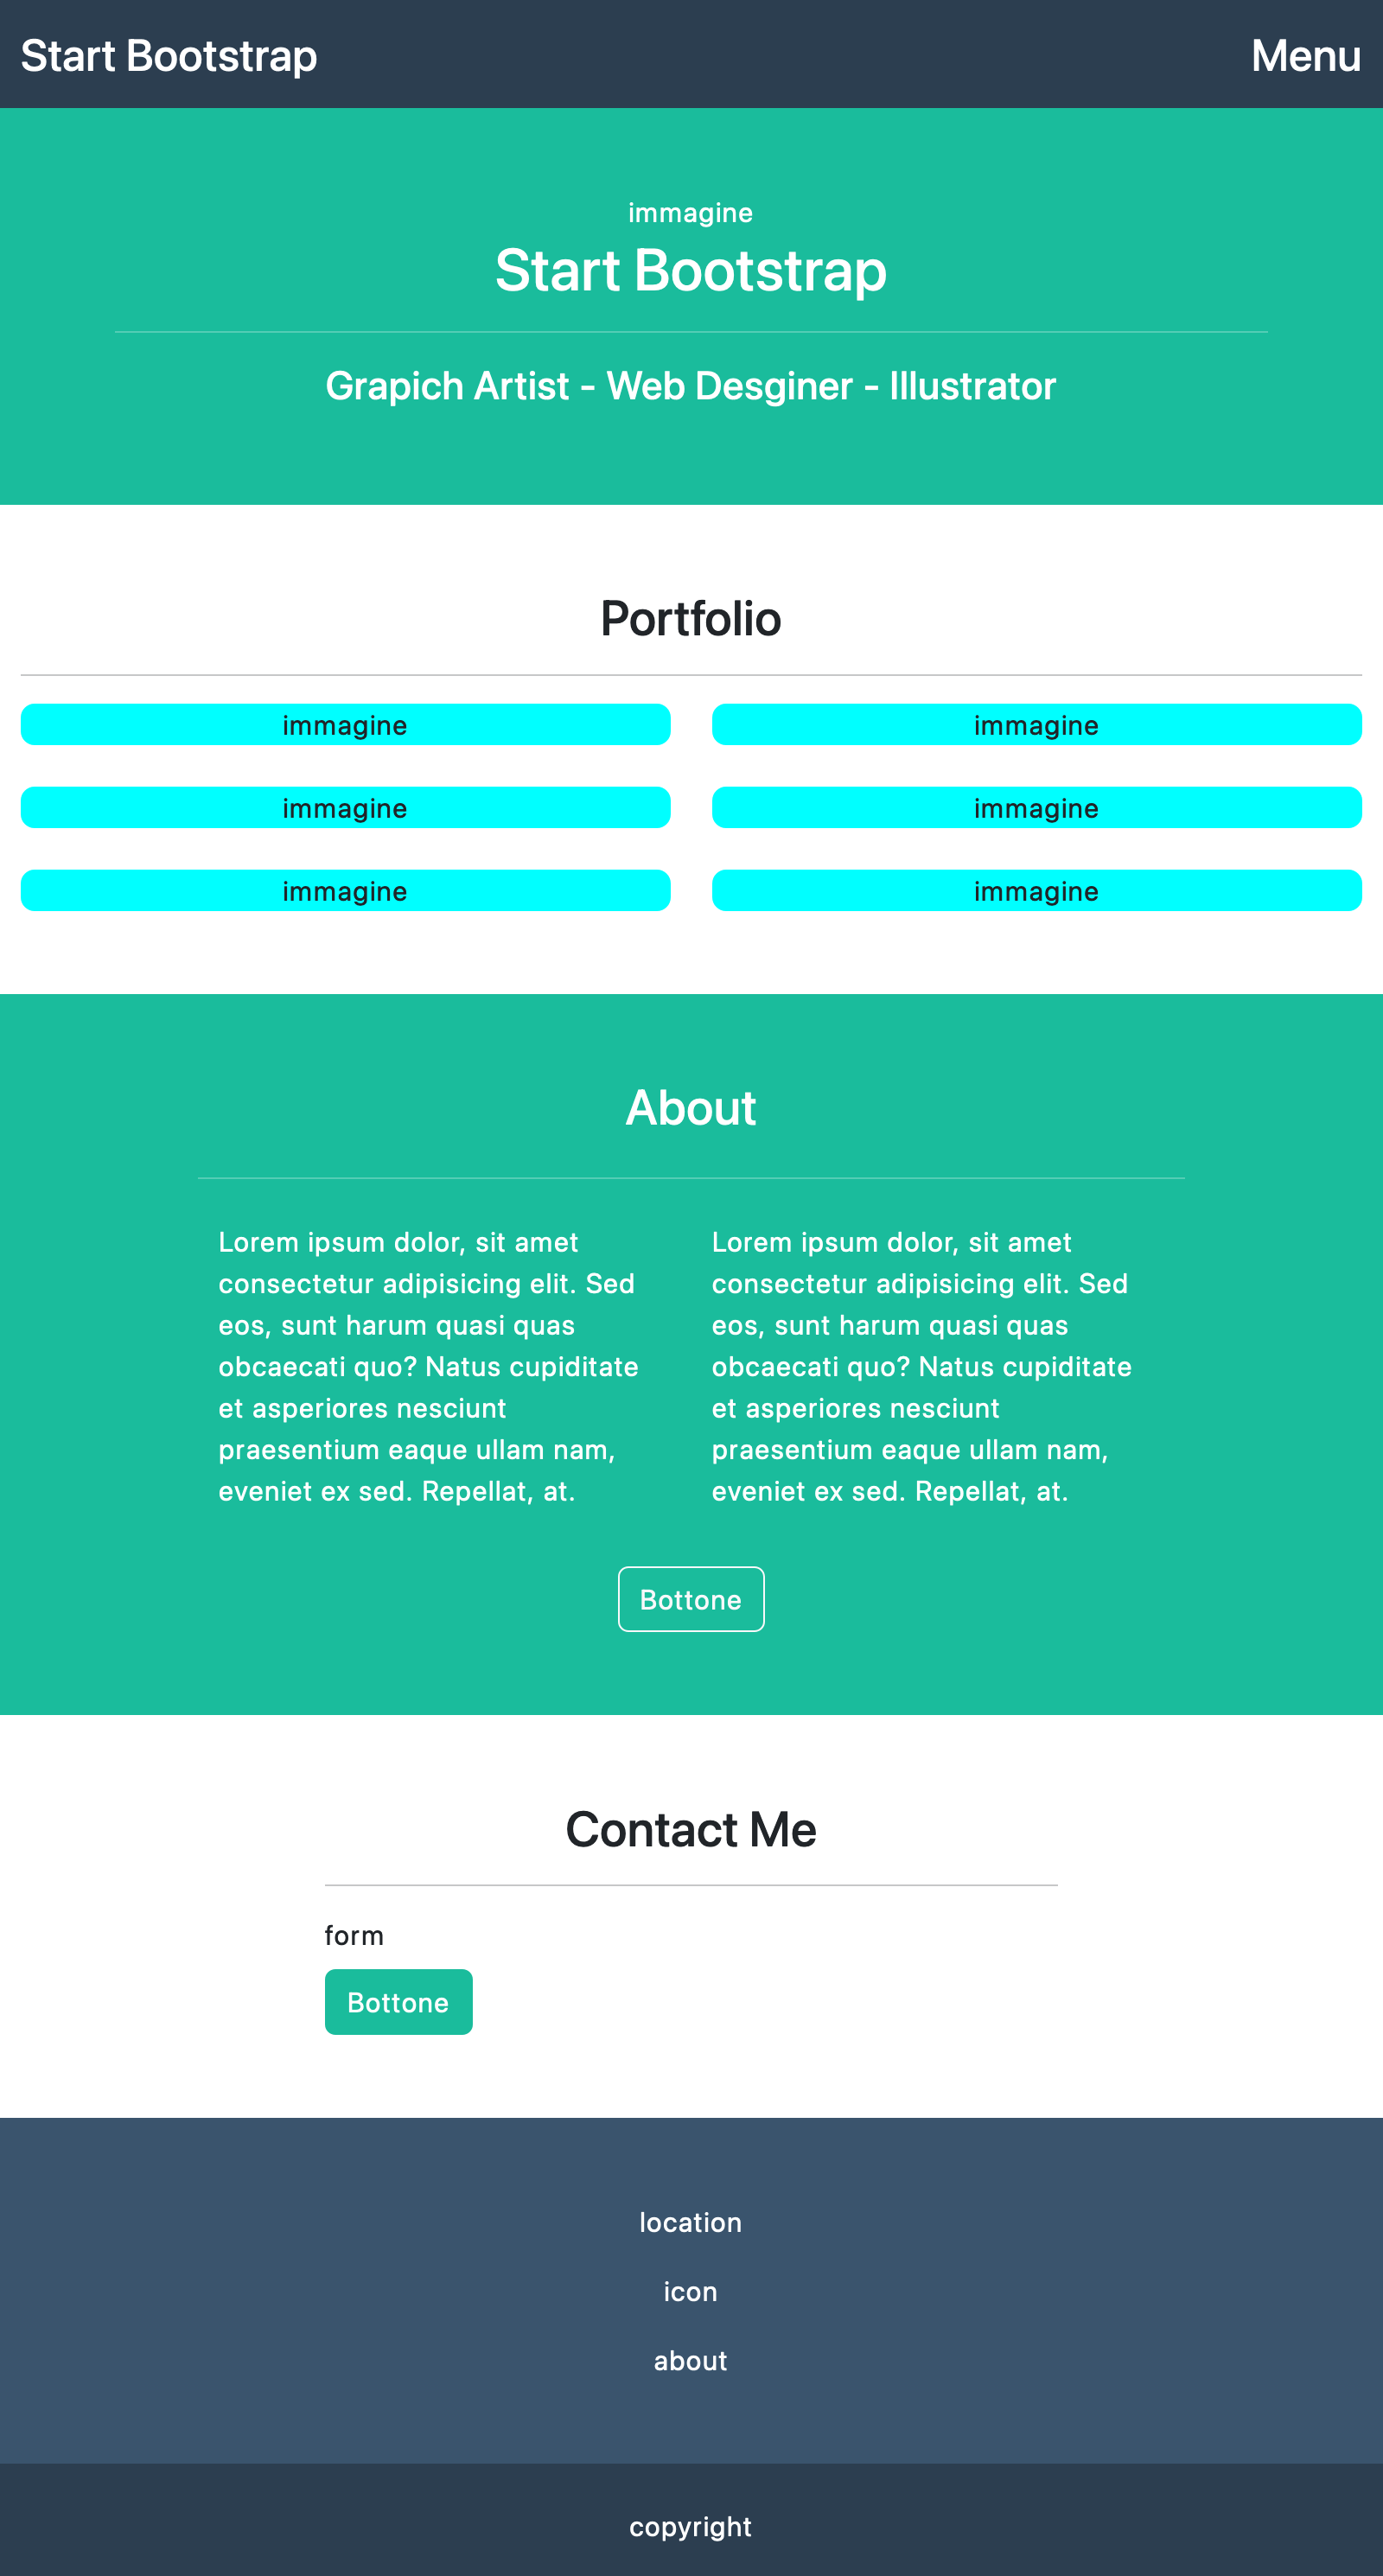 Start Bootstrap
Menu
immagine
Start Bootstrap
Grapich Artist - Web Desginer - Illustrator
Portfolio
immagine
immagine
immagine
immagine
immagine
immagine
About
Lorem ipsum dolor, sit amet
consectetur adipisicing elit. Sed
eos, sunt harum quasi quas
obcaecati quo? Natus cupiditate
et asperiores nesciunt
praesentium eaque ullam nam,
eveniet ex sed. Repellat, at.
Lorem ipsum dolor, sit amet
consectetur adipisicing elit. Sed
eos, sunt harum quasi quas
obcaecati quo? Natus cupiditate
et asperiores nesciunt
praesentium eaque ullam nam,
eveniet ex sed. Repellat, at.
Bottone
Contact Me
form
Bottone
location
icon
about
copyright